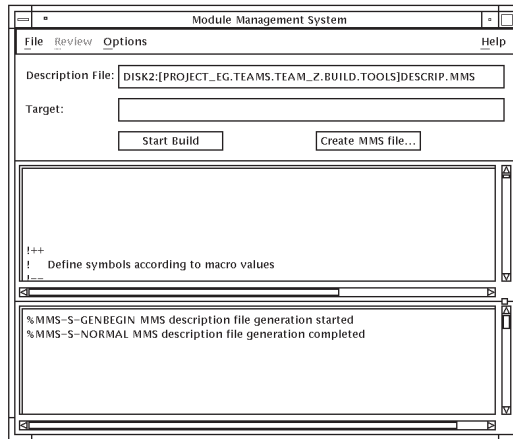 Module Management System
File Review Options Help
Description File: DISK2:[PROJECT_EG.TEAMS.TEAM_Z.BUILD.TOOLS]DESCRIP.MMS
Target:
Start Build Create MMS file...
!++
! Define symbols according to macro values
!--
%MMS-S-GENBEGIN MMS description file generation started
%MMS-S-NORMAL MMS description file generation completed